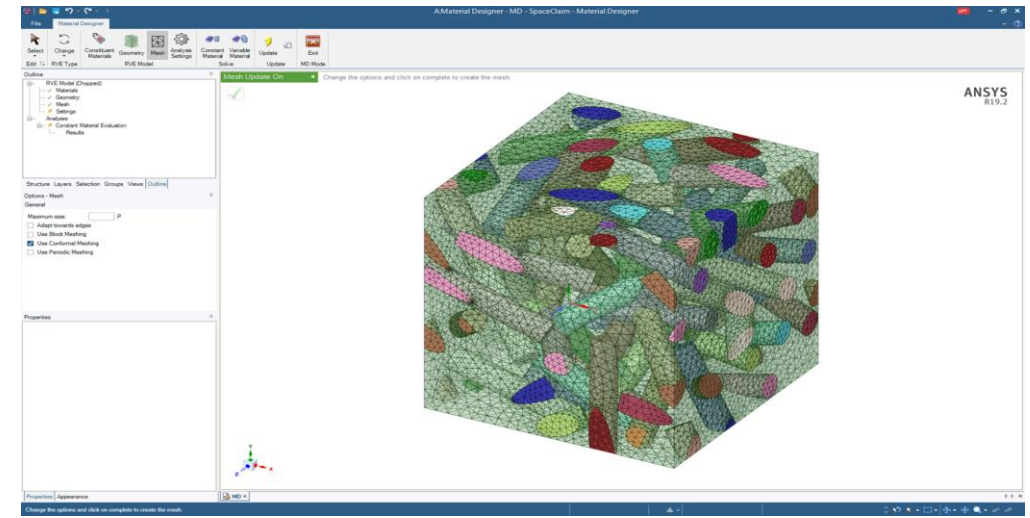 A:Material Designer - MD - SpaceClaim - Material Designer
File Material Designer
Select Change Constituent Materials Geometry Mesh Analysis Settings Constant Material Variable Material Update Exit
Edit RVE Type RVE Model Solve Update MD Mode
Outline
RVE Model (Chopped)
Materials
Geometry
Mesh
Settings
Analyses
Constant Material Evaluation
Results
Structure Layers Selection Groups Views Outline
Options - Mesh
General
Maximum size: P
Adapt towards edges
Use Block Meshing
Use Conformal Meshing
Use Periodic Meshing
Properties
Properties Appearance
Mesh Update On Change the options and click on complete to create the mesh.
ANSYS
R19.2
Y
Z
X
MD
Change the options and click on complete to create the mesh.